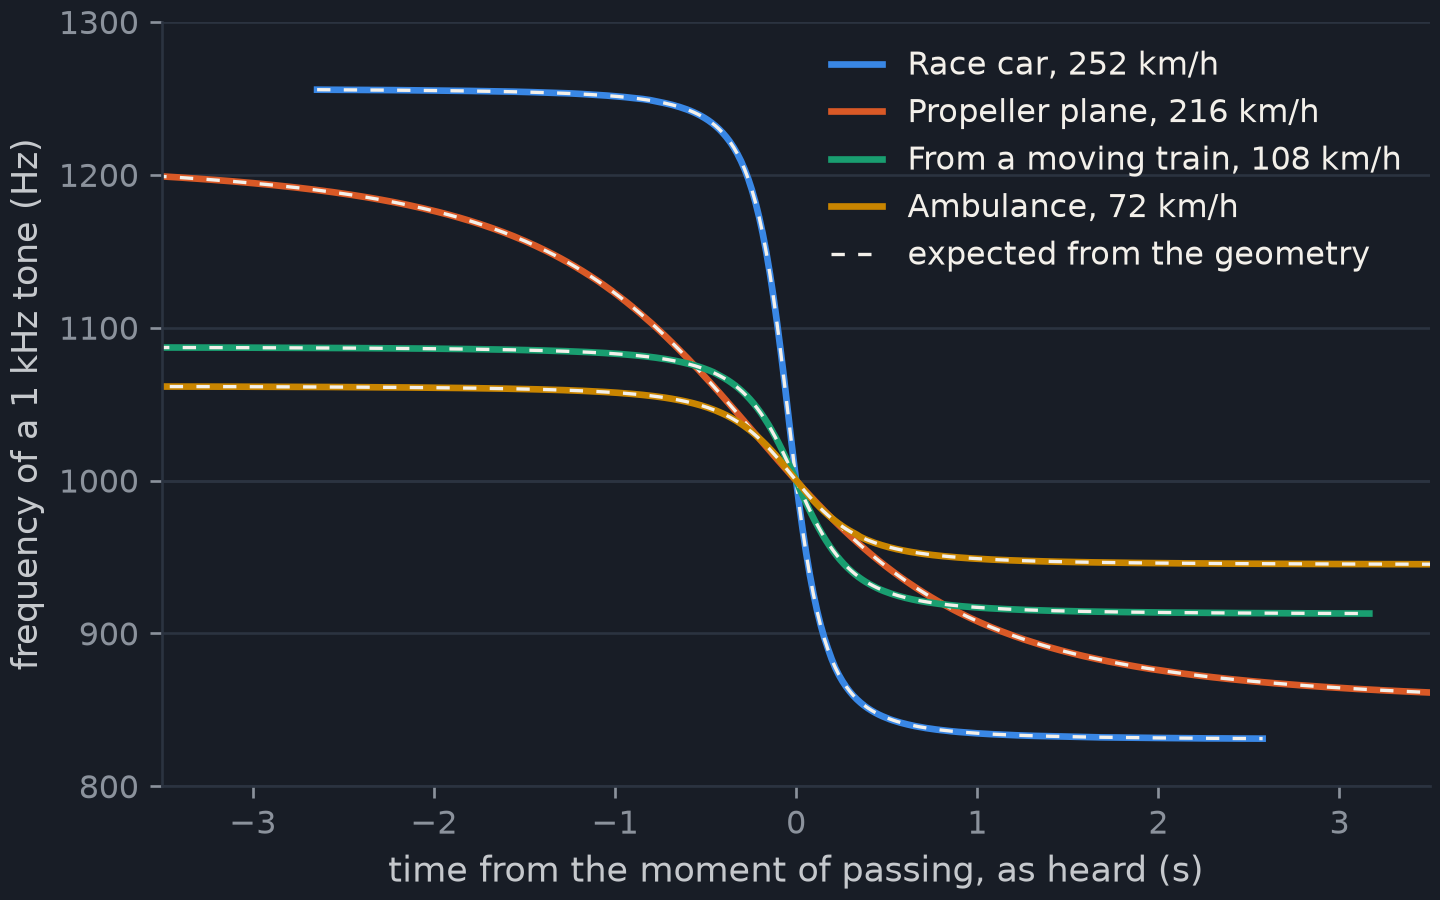 1300
1200
1100
1000
900
800
frequency of a 1 kHz tone (Hz)
Race car, 252 km/h
Propeller plane, 216 km/h
From a moving train, 108 km/h
Ambulance, 72 km/h
expected from the geometry
−3 −2 −1 0 1 2 3
time from the moment of passing, as heard (s)